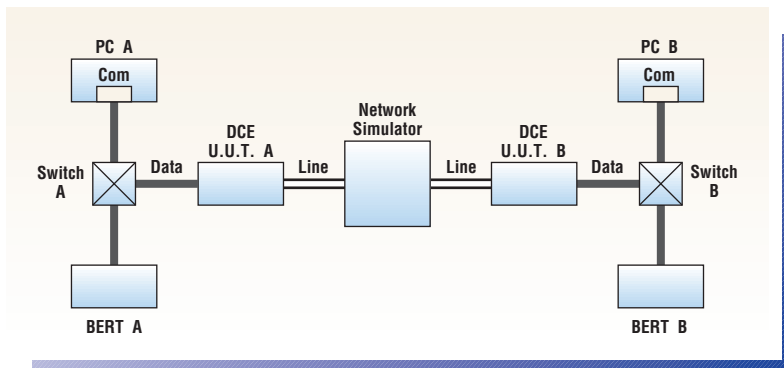 PC A
Com
Switch
A
Data
DCE
U.U.T. A
Line
Network
Simulator
Line
DCE
U.U.T. B
Data
PC B
Com
Switch
B
BERT A
BERT B